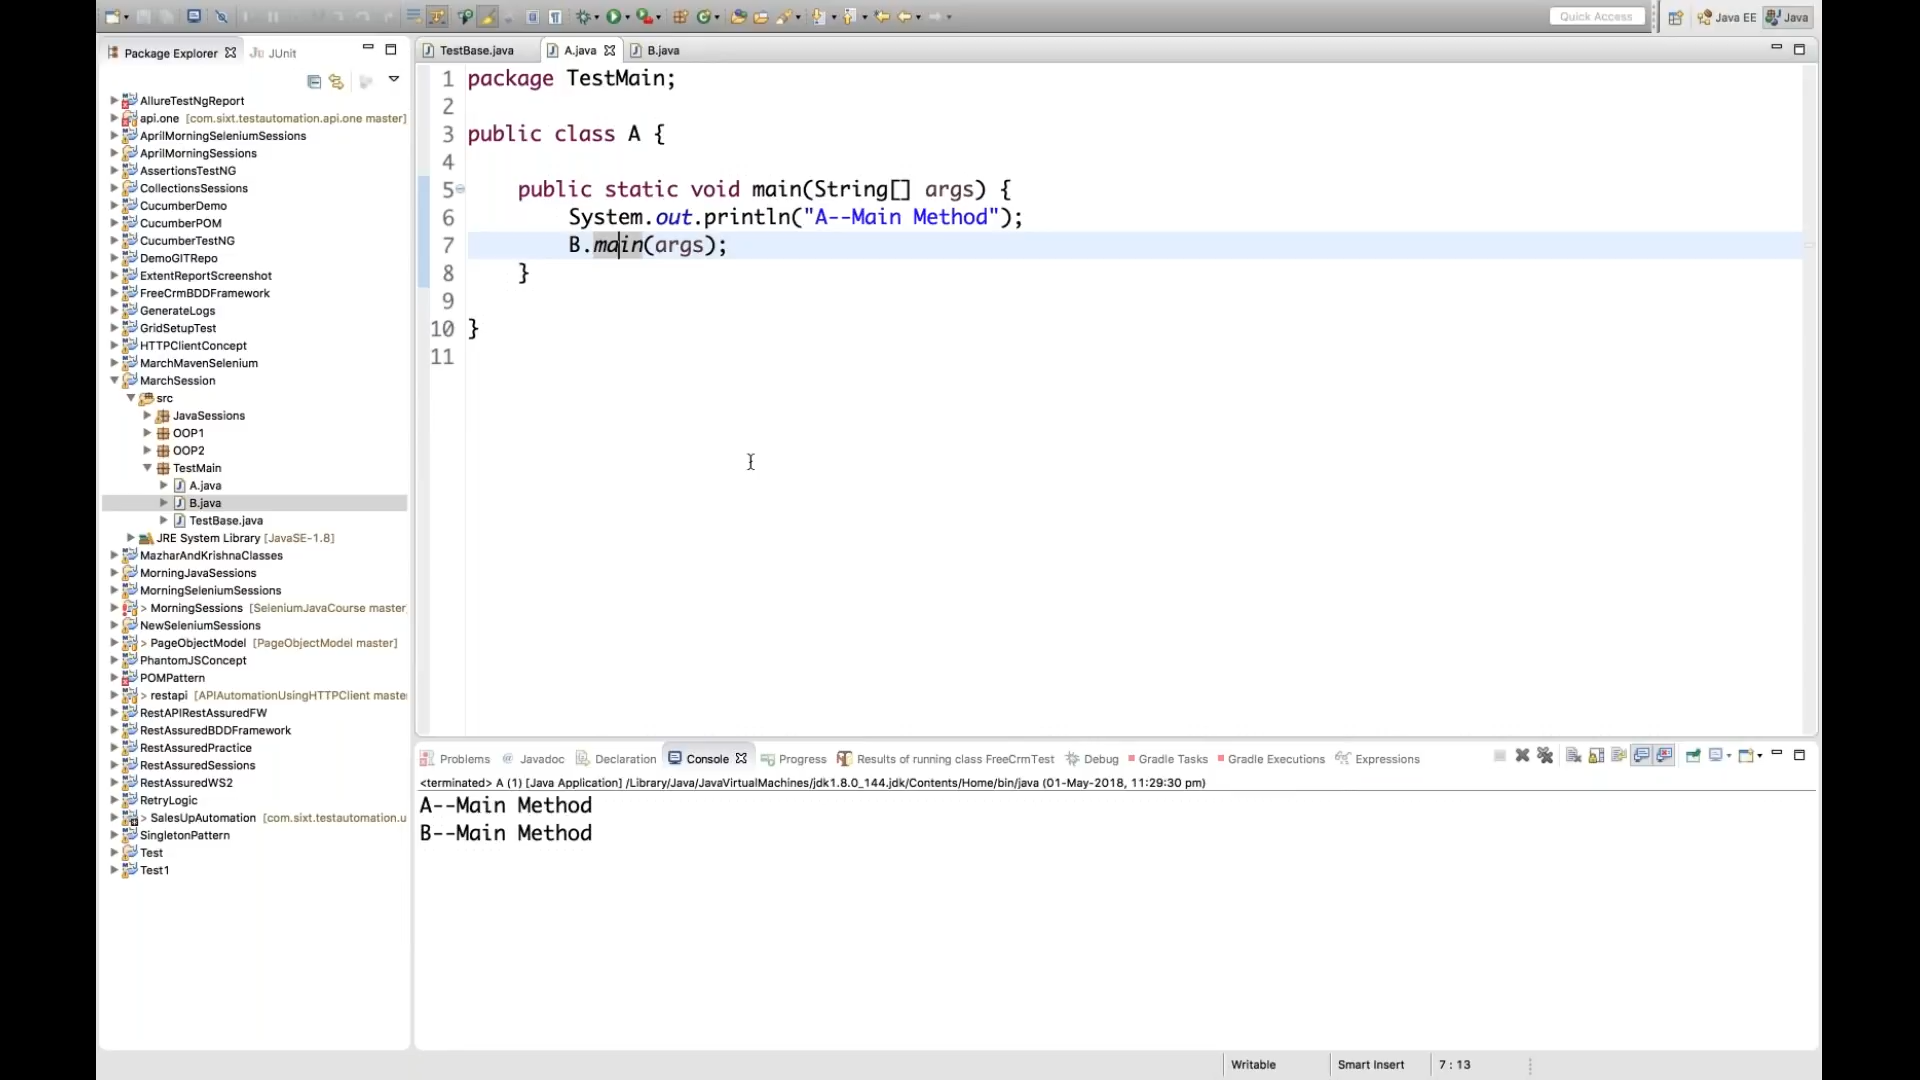 Quick Access
Java EE
Java
Package Explorer
JUnit
AllureTestNgReport
api.one [com.sixt.testautomation.api.one master]
AprilMorningSeleniumSessions
AprilMorningSessions
AssertionsTestNG
CollectionsSessions
CucumberDemo
CucumberPOM
CucumberTestNG
DemoGITRepo
ExtentReportScreenshot
FreeCrmBDDFramework
GenerateLogs
GridSetupTest
HTTPClientConcept
MarchMavenSelenium
MarchSession
src
JavaSessions
OOP1
OOP2
TestMain
A.java
B.java
TestBase.java
JRE System Library [JavaSE-1.8]
MazharAndKrishnaClasses
MorningJavaSessions
MorningSeleniumSessions
> MorningSessions [SeleniumJavaCourse master
NewSeleniumSessions
> PageObjectModel [PageObjectModel master]
PhantomJSConcept
POMPattern
> restapi [APIAutomationUsingHTTPClient maste
RestAPIRestAssuredFW
RestAssuredBDDFramework
RestAssuredPractice
RestAssuredSessions
RestAssuredWS2
RetryLogic
> SalesUpAutomation [com.sixt.testautomation.u
SingletonPattern
Test
Test1
TestBase.java
A.java
B.java
1 package TestMain;
2
3 public class A {
4
5 public static void main(String[] args) {
6 System.out.println("A--Main Method");
7 B.main(args);
8 }
9
10 }
11
Problems
@ Javadoc
Declaration
Console
Progress
Results of running class FreeCrmTest
Debug
Gradle Tasks
Gradle Executions
Expressions
<terminated> A (1) [Java Application] /Library/Java/JavaVirtualMachines/jdk1.8.0_144.jdk/Contents/Home/bin/java (01-May-2018, 11:29:30 pm)
A--Main Method
B--Main Method
Writable
Smart Insert
7 : 13